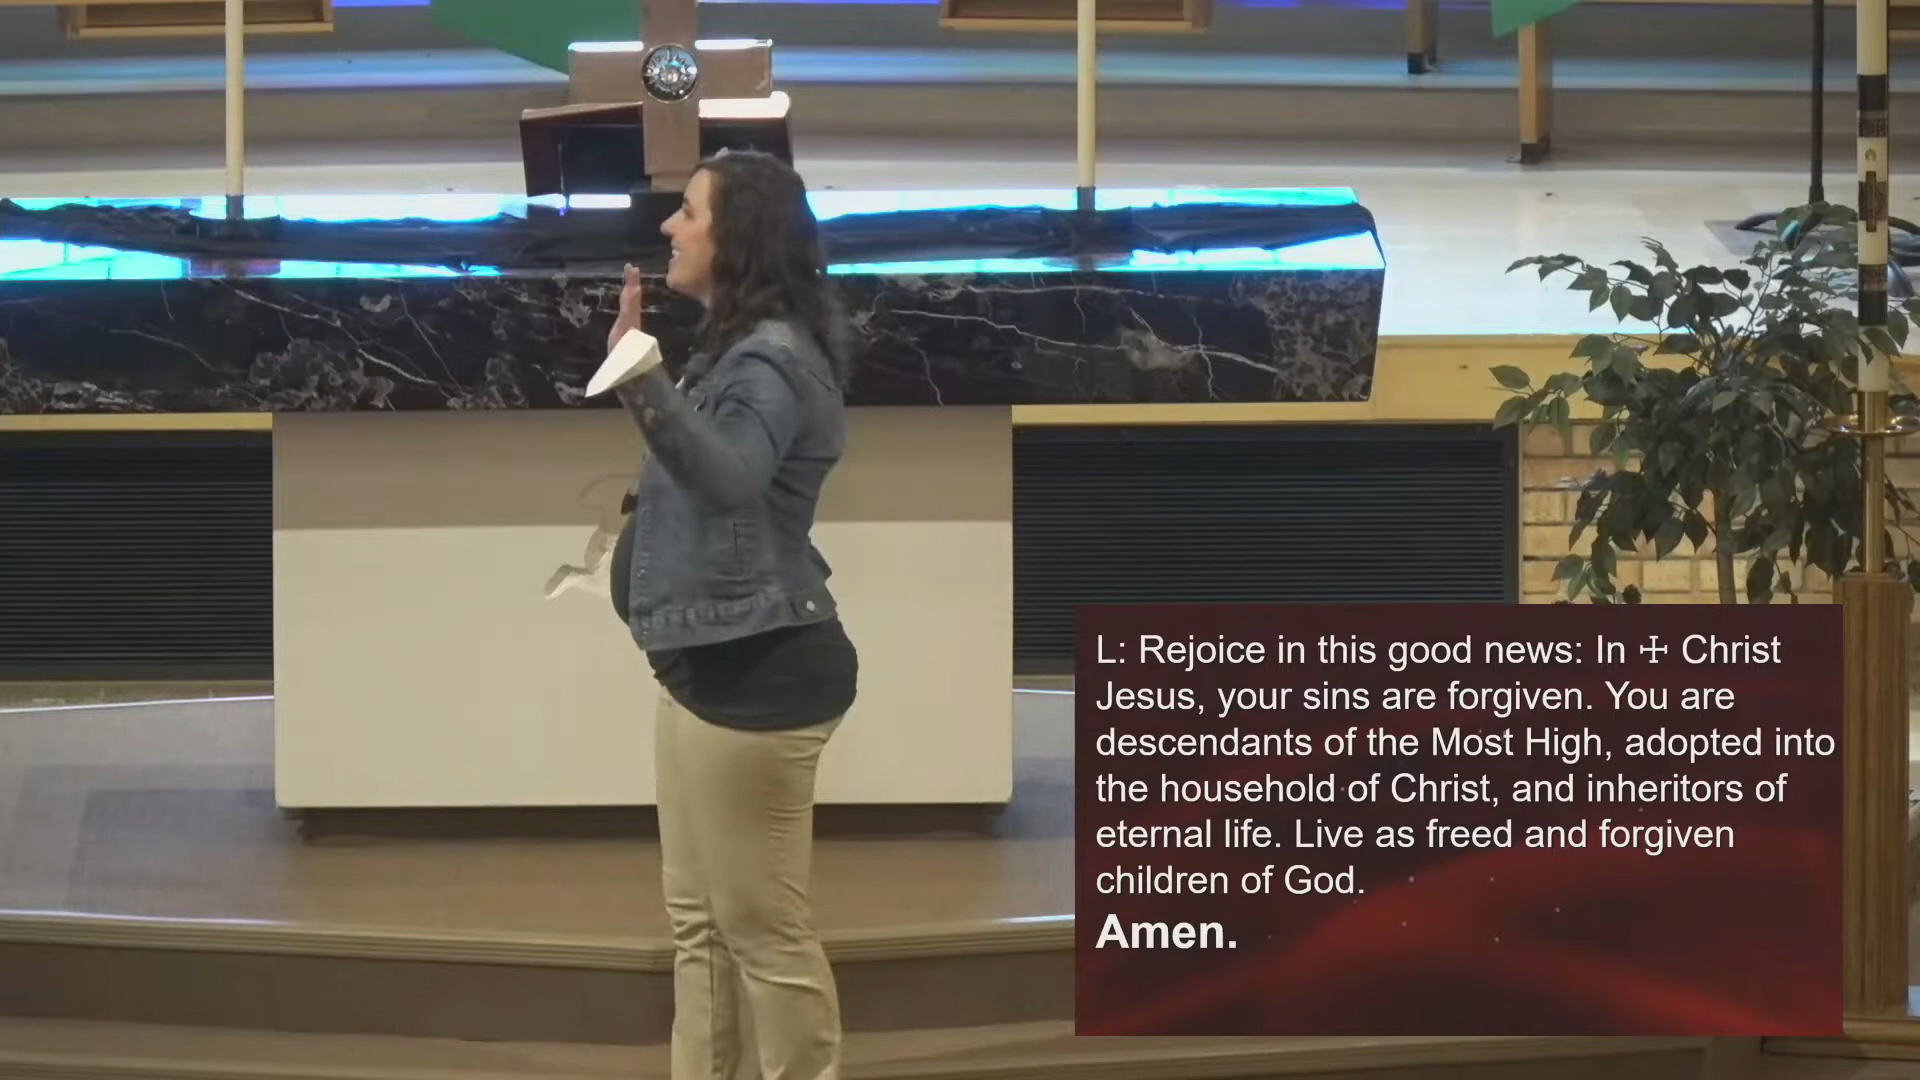 L: Rejoice in this good news: In ☩ Christ
Jesus, your sins are forgiven. You are
descendants of the Most High, adopted into
the household of Christ, and inheritors of
eternal life. Live as freed and forgiven
children of God.
Amen.